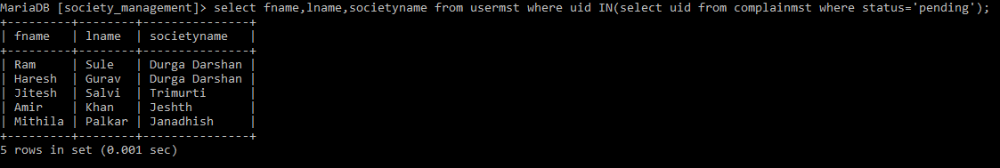 MariaDB [society_management]> select fname,lname,societyname from usermst where uid IN(select uid from complainmst where status='pending');
+---------+--------+---------------+
| fname   | lname  | societyname   |
+---------+--------+---------------+
| Ram     | Sule   | Durga Darshan |
| Haresh  | Gurav  | Durga Darshan |
| Jitesh  | Salvi  | Trimurti      |
| Amir    | Khan   | Jeshth        |
| Mithila | Palkar | Janadhish     |
+---------+--------+---------------+
5 rows in set (0.001 sec)